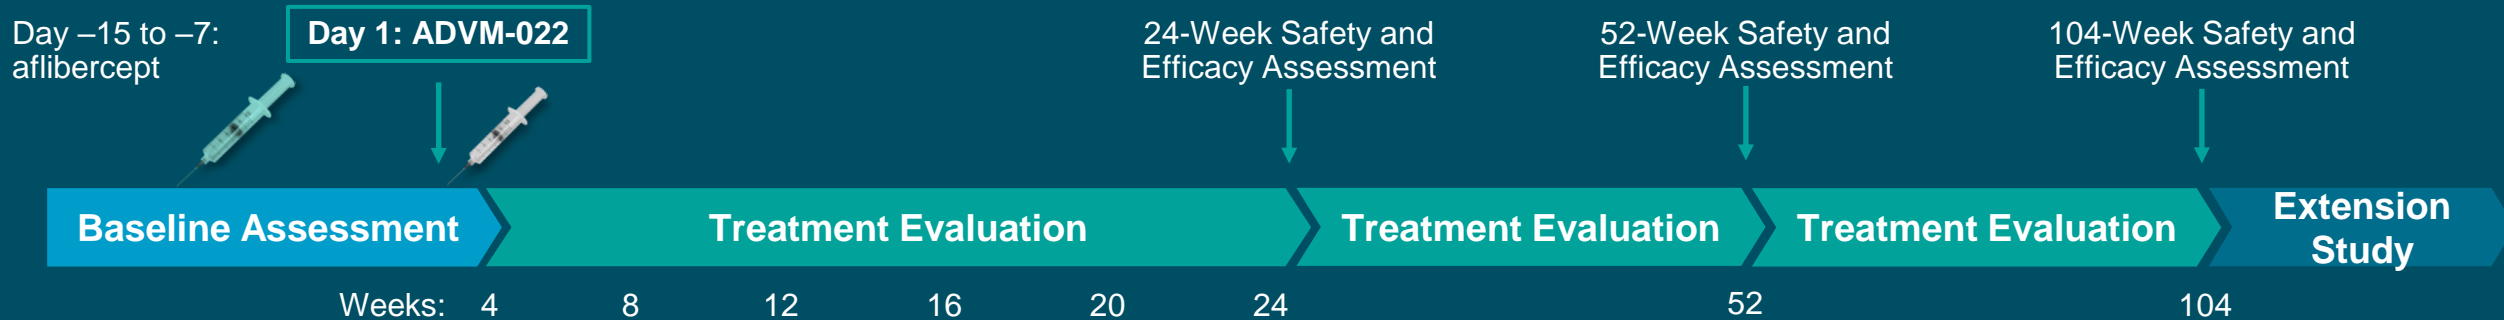 Day –15 to –7:
aflibercept
Day 1: ADVM-022
24-Week Safety and
Efficacy Assessment
52-Week Safety and
Efficacy Assessment
104-Week Safety and
Efficacy Assessment
Baseline Assessment
Treatment Evaluation
Treatment Evaluation
Treatment Evaluation
Extension
Study
Weeks: 4 8 12 16 20 24 52 104